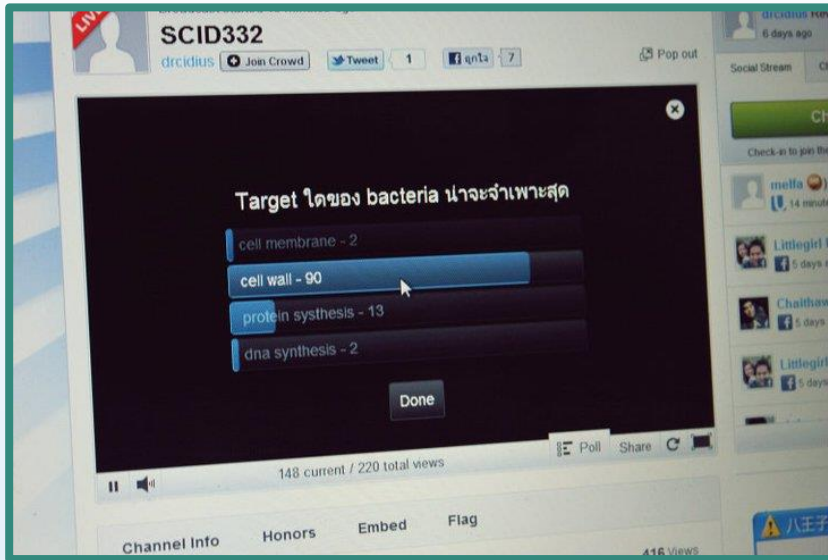 LIVE
SCID332
drcidius Join Crowd Tweet 1 ถูกใจ 7
Pop out
6 days ago
Social Stream
Target ใดของ bacteria น่าจะจำเพาะสุด
cell membrane - 2
cell wall - 90
protein systhesis - 13
dna synthesis - 2
Done
148 current / 220 total views
Poll Share
Channel Info Honors Embed Flag
416 Views
Check-in to join the
melfa
14 minute
Littlegirl
5 days
Chaithaw
5 days
Littlegirl
5 days
八王子